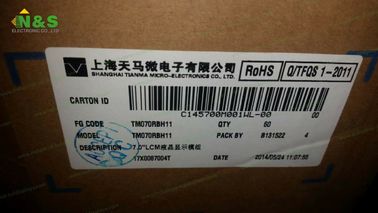 N&S
ELECTRONIC CO.,LTD
上海天马微电子有限公司
SHANGHAI TIANMA MICRO-ELECTRONICS CO.,LTD
RoHS
Q/TFQS 1-2011
CARTON ID
C145700M001WL-00
00
FG CODE TM070RBH11 QTY 50
MODEL TM070RBH11 PACK BY B131522 4
DESCRIPTION 7.0"LCM液晶显示模组 2014/05/24 11:07:55
17X0087004T